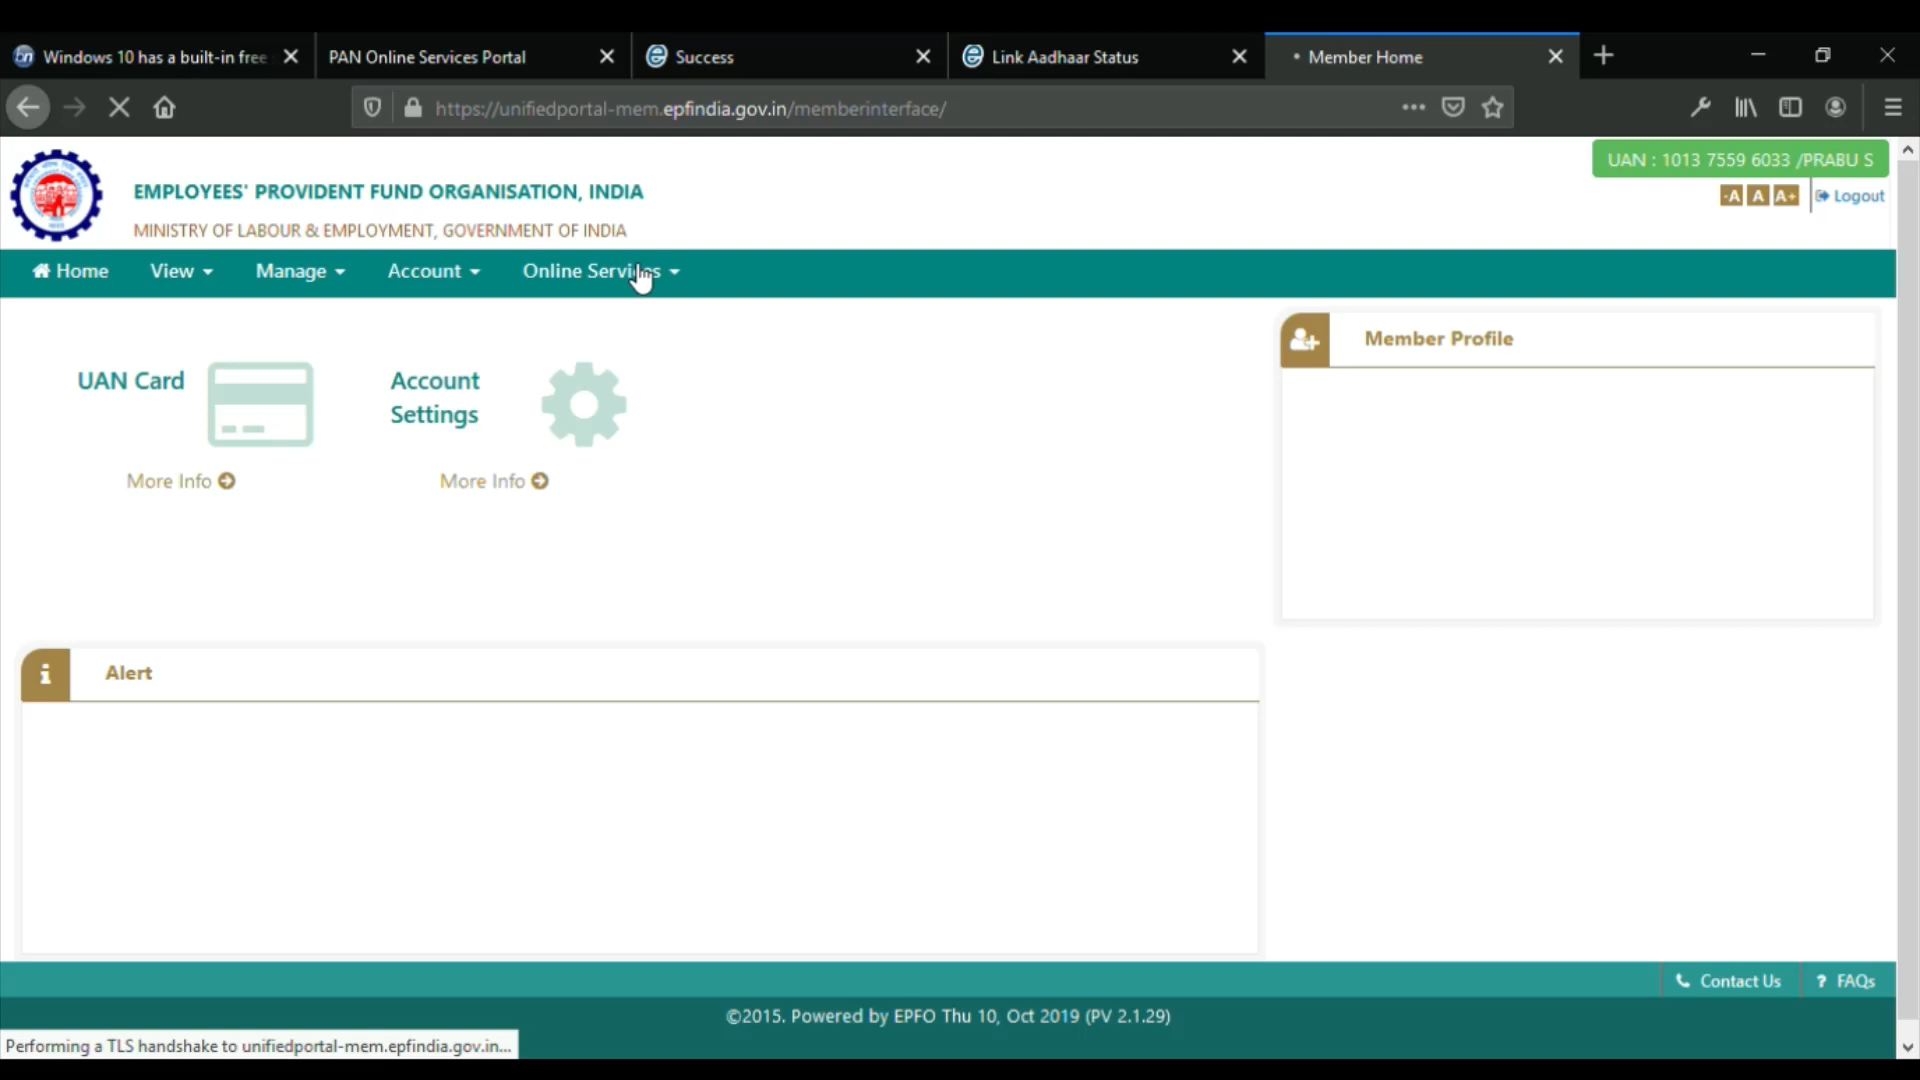 Windows 10 has a built-in free
PAN Online Services Portal
Success
Link Aadhaar Status
Member Home
https://unifiedportal-mem.epfindia.gov.in/memberinterface/
UAN : 1013 7559 6033 /PRABU S
EMPLOYEES' PROVIDENT FUND ORGANISATION, INDIA
-A A A+ Logout
MINISTRY OF LABOUR & EMPLOYMENT, GOVERNMENT OF INDIA
Home View Manage Account Online Services
Member Profile
UAN Card
Account
Settings
More Info
More Info
Alert
Contact Us ? FAQs
©2015. Powered by EPFO Thu 10, Oct 2019 (PV 2.1.29)
Performing a TLS handshake to unifiedportal-mem.epfindia.gov.in...